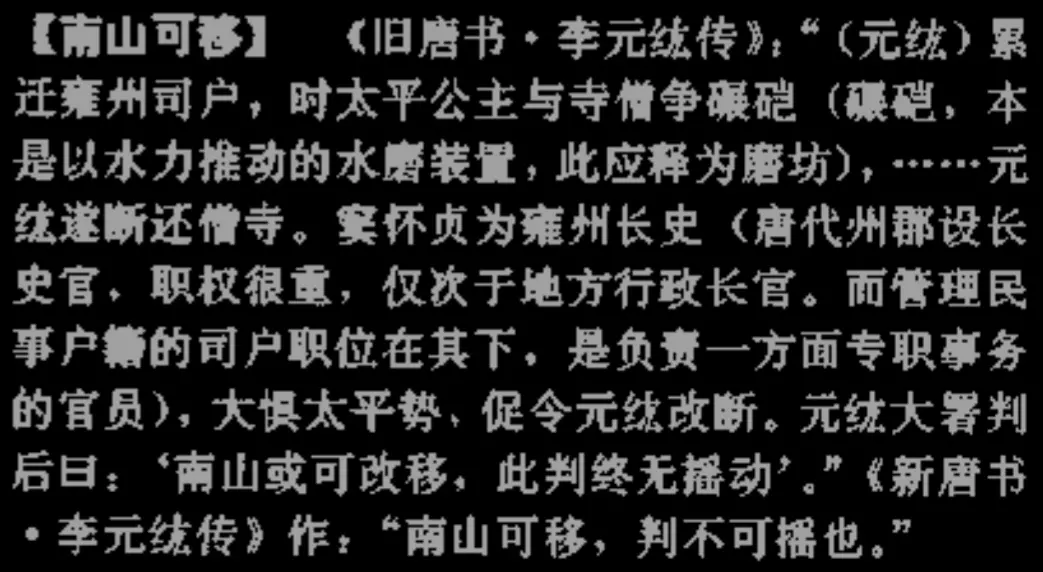 【南山可移】 《旧唐书·李元纮传》：“（元纮）累
迁雍州司户，时太平公主与寺僧争碾硙（碾硙，本
是以水力推动的水磨装置，此应释为磨坊），……元
纮遂断还僧寺。窦怀贞为雍州长史（唐代州郡设长
史官，职权很重，仅次于地方行政长官。而管理民
事户籍的司户职位在其下，是负责一方面专职事务
的官员），大惧太平势、促令元纮改断。元纮大署判
后曰：‘南山或可改移，此判终无摇动’。”《新唐书
·李元纮传》作：“南山可移，判不可摇也。”